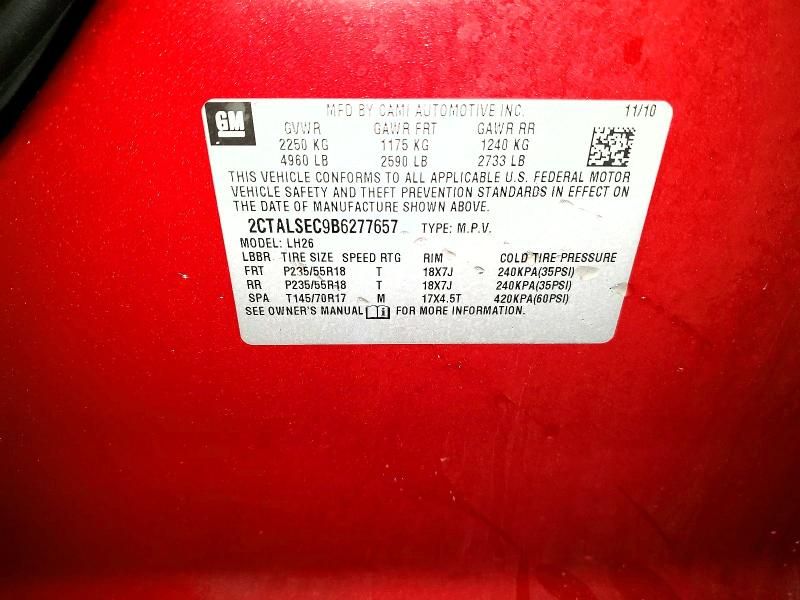 GM MFD BY CAMI AUTOMOTIVE INC. 11/10
GVWR GAWR FRT GAWR RR
2250 KG 1175 KG 1240 KG
4960 LB 2590 LB 2733 LB
THIS VEHICLE CONFORMS TO ALL APPLICABLE U.S. FEDERAL MOTOR
VEHICLE SAFETY AND THEFT PREVENTION STANDARDS IN EFFECT ON
THE DATE OF MANUFACTURE SHOWN ABOVE.
2CTALSEC9B6277657 TYPE: M.P.V.
MODEL: LH26
LBBR TIRE SIZE SPEED RTG RIM COLD TIRE PRESSURE
FRT P235/55R18 T 18X7J 240KPA(35PSI)
RR P235/55R18 T 18X7J 240KPA(35PSI)
SPA T145/70R17 M 17X4.5T 420KPA(60PSI)
SEE OWNER'S MANUAL FOR MORE INFORMATION.